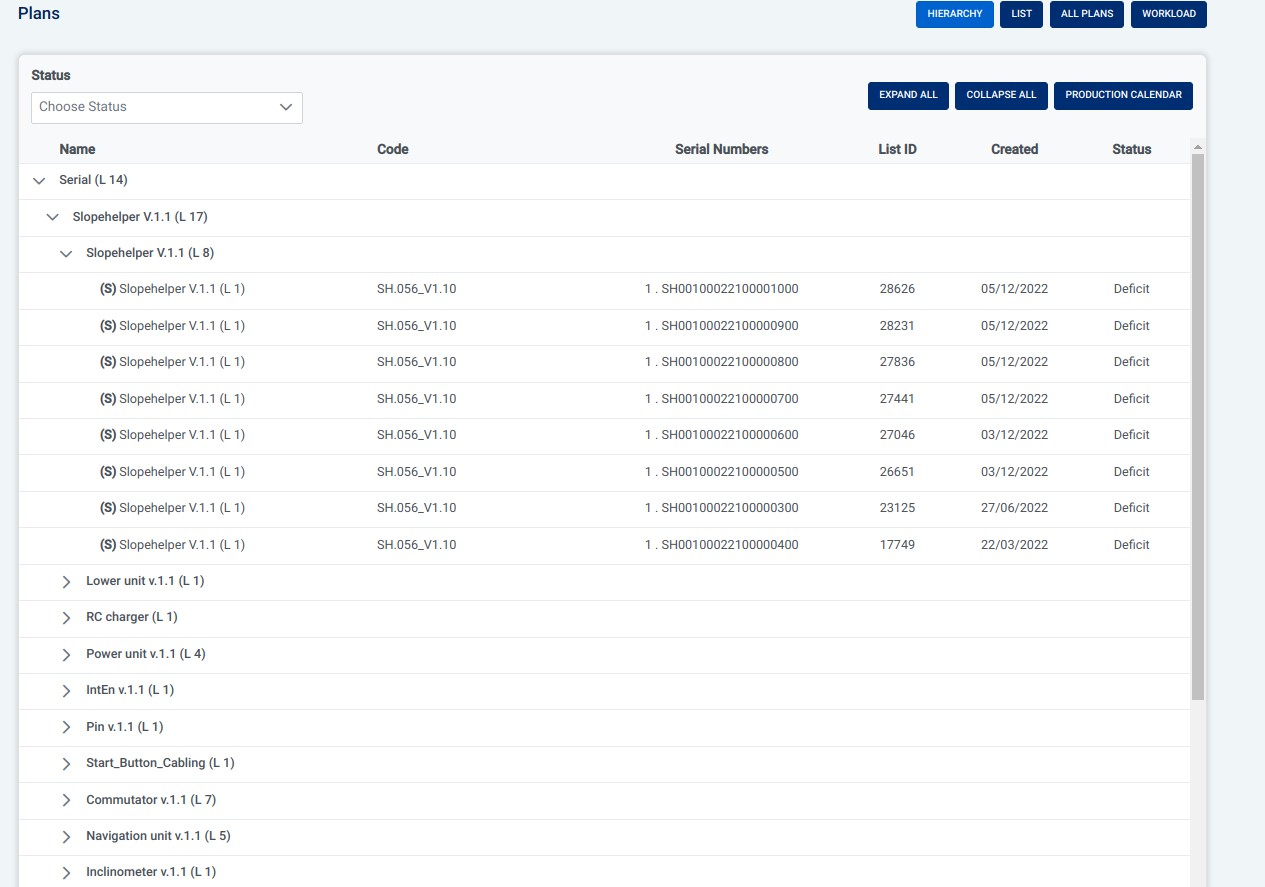 Plans HIERARCHY LIST ALL PLANS WORKLOAD
Status
Choose Status EXPAND ALL COLLAPSE ALL PRODUCTION CALENDAR
Name Code Serial Numbers List ID Created Status
Serial (L 14)
Slopehelper V.1.1 (L 17)
Slopehelper V.1.1 (L 8)
(S) Slopehelper V.1.1 (L 1) SH.056_V1.10 1 . SH00100022100001000 28626 05/12/2022 Deficit
(S) Slopehelper V.1.1 (L 1) SH.056_V1.10 1 . SH00100022100000900 28231 05/12/2022 Deficit
(S) Slopehelper V.1.1 (L 1) SH.056_V1.10 1 . SH00100022100000800 27836 05/12/2022 Deficit
(S) Slopehelper V.1.1 (L 1) SH.056_V1.10 1 . SH00100022100000700 27441 05/12/2022 Deficit
(S) Slopehelper V.1.1 (L 1) SH.056_V1.10 1 . SH00100022100000600 27046 03/12/2022 Deficit
(S) Slopehelper V.1.1 (L 1) SH.056_V1.10 1 . SH00100022100000500 26651 03/12/2022 Deficit
(S) Slopehelper V.1.1 (L 1) SH.056_V1.10 1 . SH00100022100000300 23125 27/06/2022 Deficit
(S) Slopehelper V.1.1 (L 1) SH.056_V1.10 1 . SH00100022100000400 17749 22/03/2022 Deficit
Lower unit v.1.1 (L 1)
RC charger (L 1)
Power unit v.1.1 (L 4)
IntEn v.1.1 (L 1)
Pin v.1.1 (L 1)
Start_Button_Cabling (L 1)
Commutator v.1.1 (L 7)
Navigation unit v.1.1 (L 5)
Inclinometer v.1.1 (L 1)